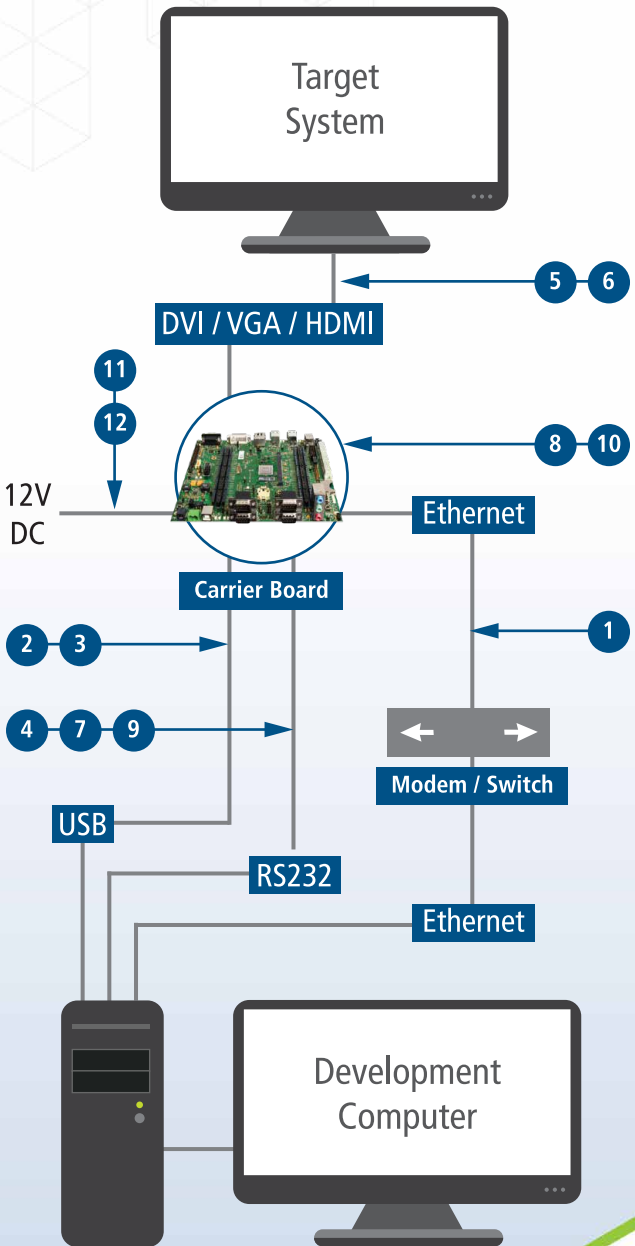 Target
System
5 6
DVI / VGA / HDMI
11
12
8 10
12V
DC
Ethernet
Carrier Board
2 3
1
4 7 9
Modem / Switch
USB
RS232
Ethernet
Development
Computer